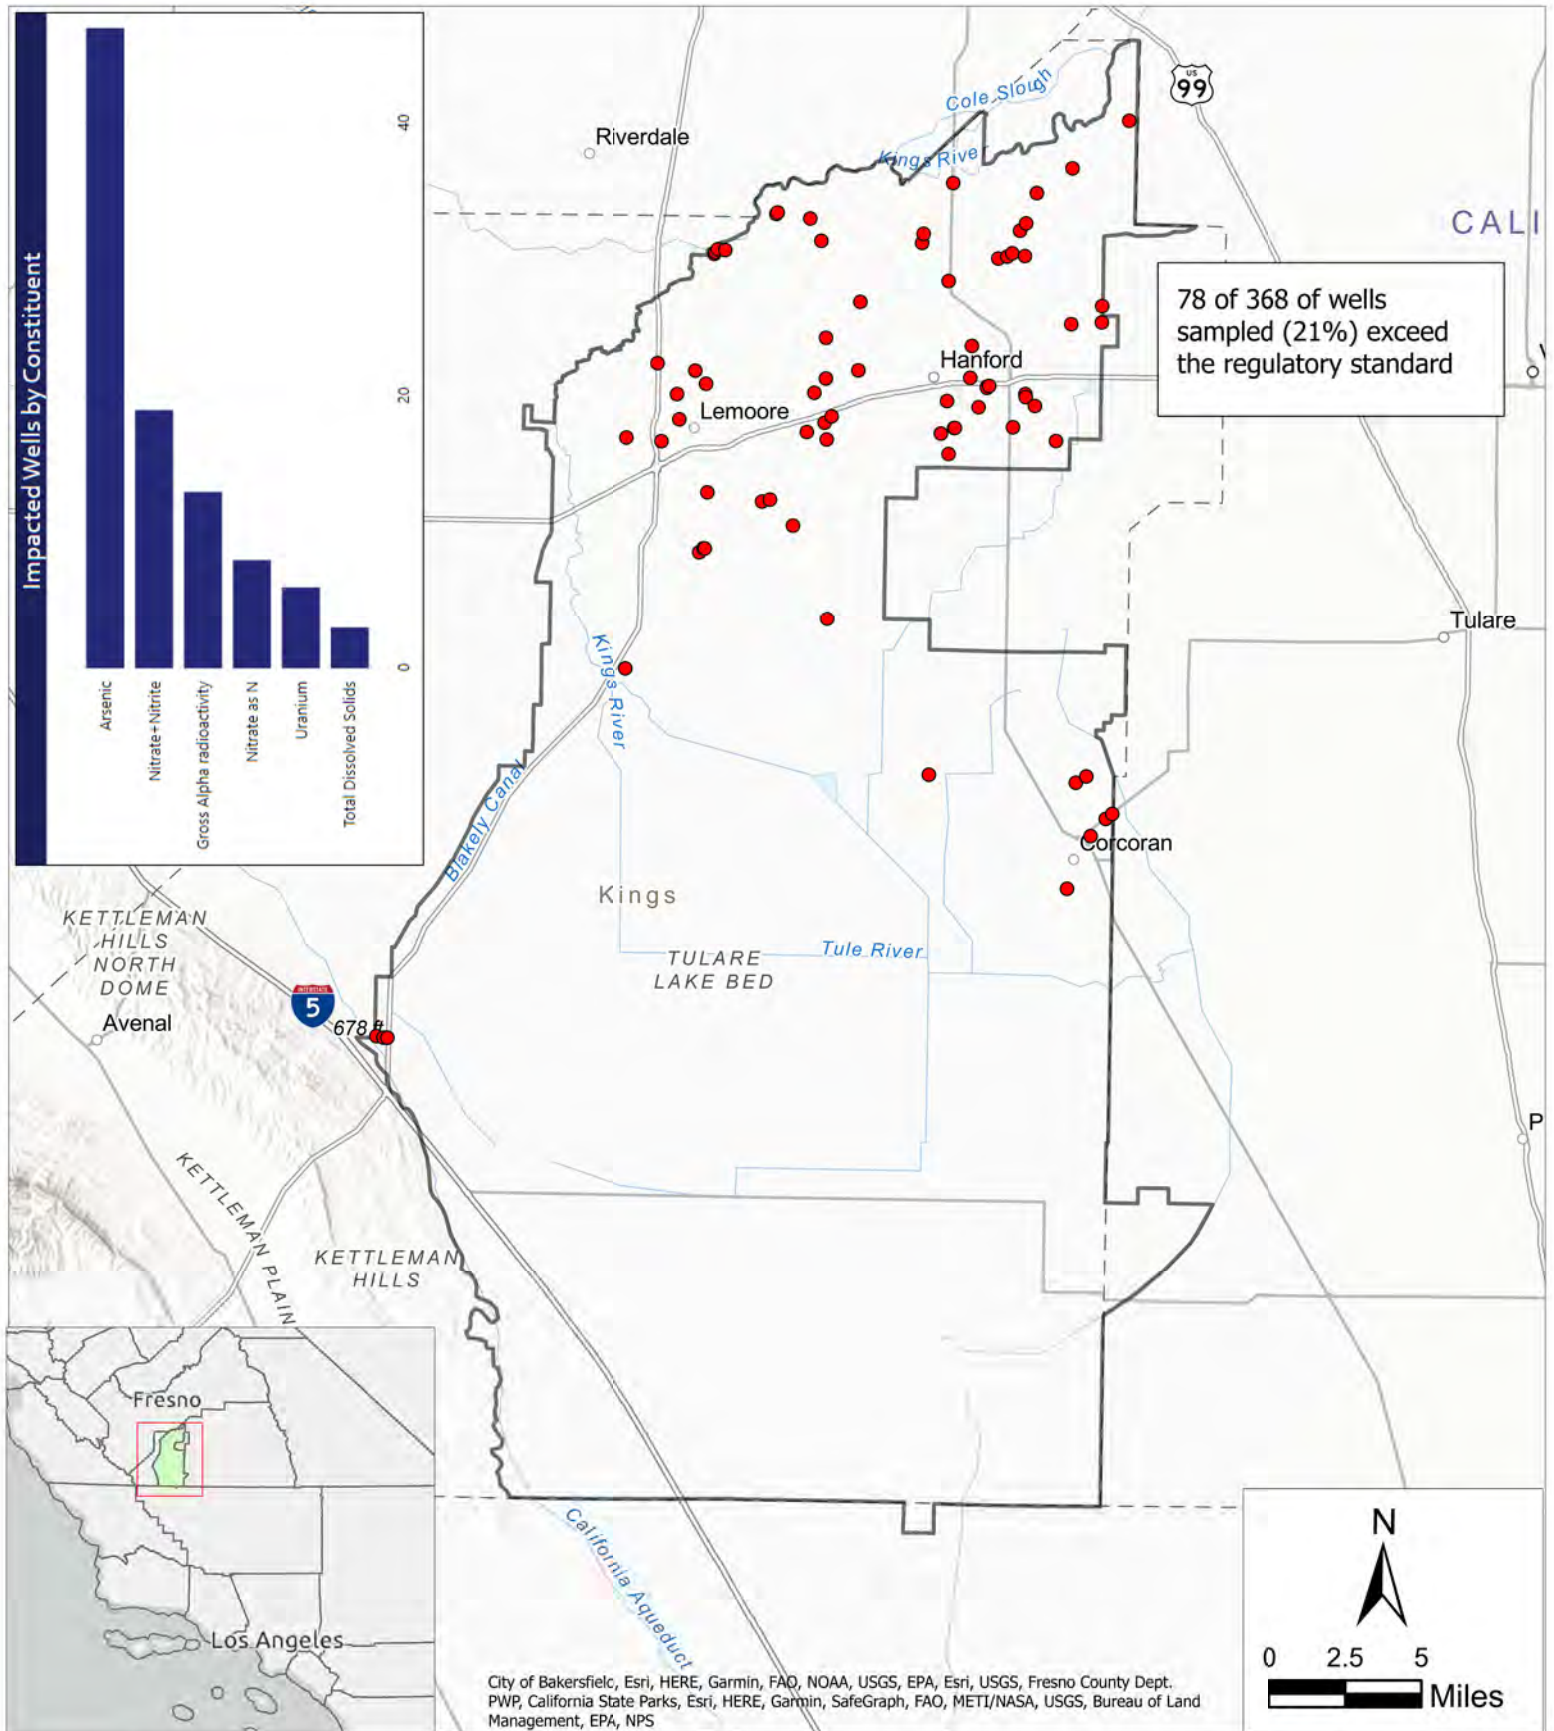 Impacted Wells by Constituent
40
20
0
Arsenic
Nitrate+Nitrite
Gross Alpha radioactivity
Nitrate as N
Uranium
Total Dissolved Solids
US
99
Cole Slough
Riverdale
Kings River
CALI
78 of 368 of wells
sampled (21%) exceed
the regulatory standard
Hanford
Lemoore
Tulare
Kings River
Blakely Canal
Corcoran
Kings
KETTLEMAN
HILLS
NORTH
DOME
TULARE
LAKE BED
Tule River
INTERSTATE
5
Avenal
678 ft
P
KETTLEMAN PLAIN
KETTLEMAN
HILLS
Fresno
Los Angeles
California Aqueduct
N
0 2.5 5
Miles
City of Bakersfielc, Esri, HERE, Garmin, FAO, NOAA, USGS, EPA, Esri, USGS, Fresno County Dept.
PWP, California State Parks, Esri, HERE, Garmin, SafeGraph, FAO, METI/NASA, USGS, Bureau of Land
Management, EPA, NPS